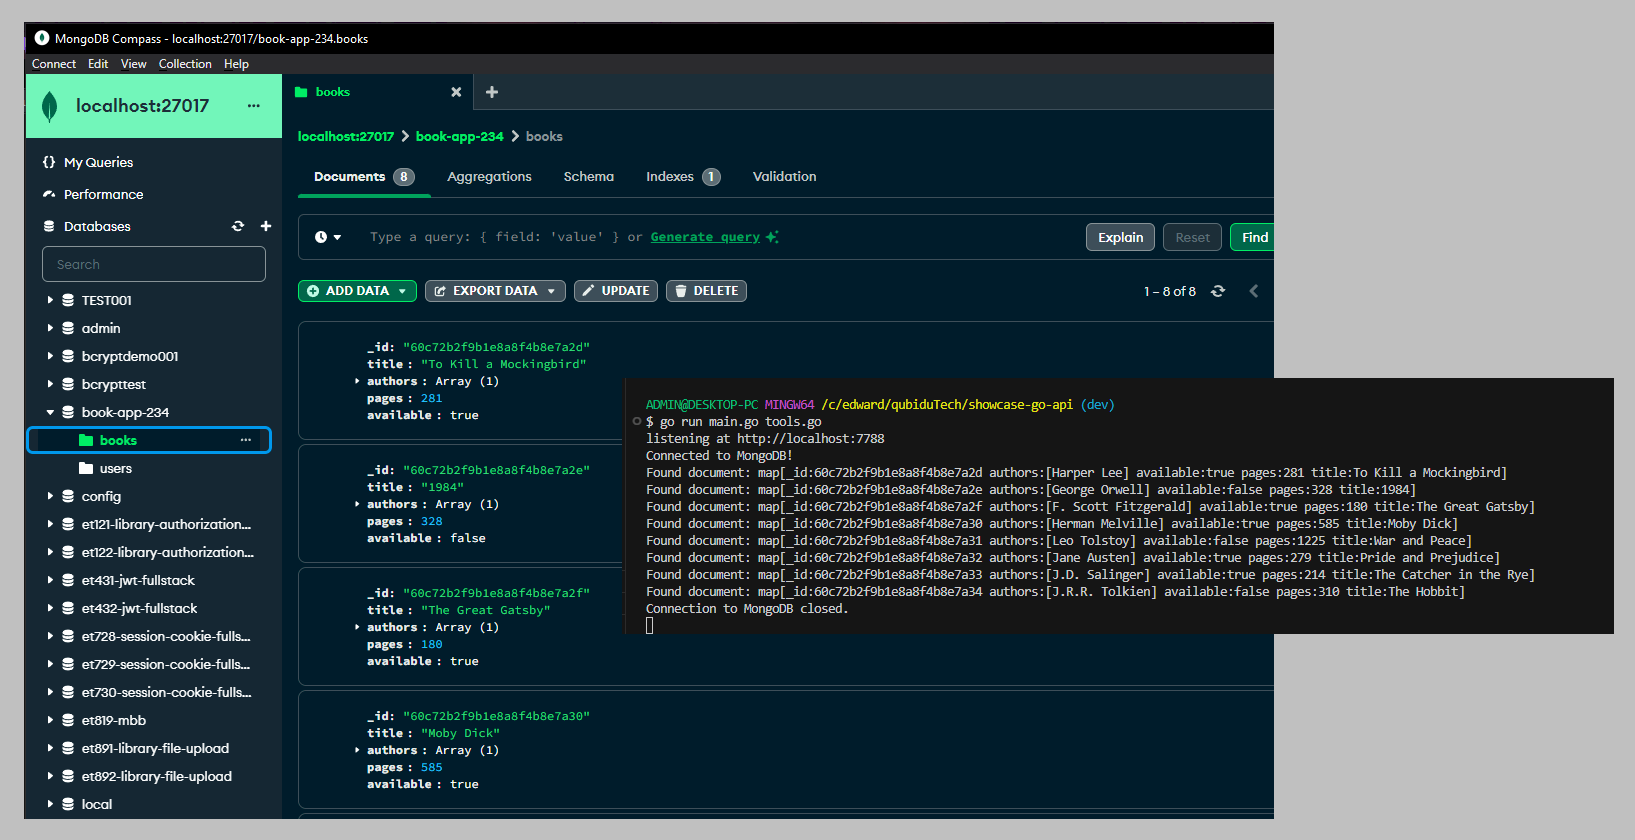 MongoDB Compass - localhost:27017/book-app-234.books
Connect Edit View Collection Help
localhost:27017 ...
My Queries
Performance
Databases
Search
TEST001
admin
bcryptdemo001
bcrypttest
book-app-234
books ...
users
config
et121-library-authorization...
et122-library-authorization...
et431-jwt-fullstack
et432-jwt-fullstack
et728-session-cookie-fulls...
et729-session-cookie-fulls...
et730-session-cookie-fulls...
et819-mbb
et891-library-file-upload
et892-library-file-upload
local
books
localhost:27017 > book-app-234 > books
Documents 8 Aggregations Schema Indexes 1 Validation
Type a query: { field: 'value' } or Generate query
Explain Reset Find
ADD DATA EXPORT DATA UPDATE DELETE
1 – 8 of 8
_id: "60c72b2f9b1e8a8f4b8e7a2d"
title : "To Kill a Mockingbird"
authors : Array (1)
pages : 281
available : true
_id: "60c72b2f9b1e8a8f4b8e7a2e"
title : "1984"
authors : Array (1)
pages : 328
available : false
_id: "60c72b2f9b1e8a8f4b8e7a2f"
title : "The Great Gatsby"
authors : Array (1)
pages : 180
available : true
_id: "60c72b2f9b1e8a8f4b8e7a30"
title : "Moby Dick"
authors : Array (1)
pages : 585
available : true
ADMIN@DESKTOP-PC MINGW64 /c/edward/qubiduTech/showcase-go-api (dev)
$ go run main.go tools.go
listening at http://localhost:7788
Connected to MongoDB!
Found document: map[_id:60c72b2f9b1e8a8f4b8e7a2d authors:[Harper Lee] available:true pages:281 title:To Kill a Mockingbird]
Found document: map[_id:60c72b2f9b1e8a8f4b8e7a2e authors:[George Orwell] available:false pages:328 title:1984]
Found document: map[_id:60c72b2f9b1e8a8f4b8e7a2f authors:[F. Scott Fitzgerald] available:true pages:180 title:The Great Gatsby]
Found document: map[_id:60c72b2f9b1e8a8f4b8e7a30 authors:[Herman Melville] available:true pages:585 title:Moby Dick]
Found document: map[_id:60c72b2f9b1e8a8f4b8e7a31 authors:[Leo Tolstoy] available:false pages:1225 title:War and Peace]
Found document: map[_id:60c72b2f9b1e8a8f4b8e7a32 authors:[Jane Austen] available:true pages:279 title:Pride and Prejudice]
Found document: map[_id:60c72b2f9b1e8a8f4b8e7a33 authors:[J.D. Salinger] available:true pages:214 title:The Catcher in the Rye]
Found document: map[_id:60c72b2f9b1e8a8f4b8e7a34 authors:[J.R.R. Tolkien] available:false pages:310 title:The Hobbit]
Connection to MongoDB closed.